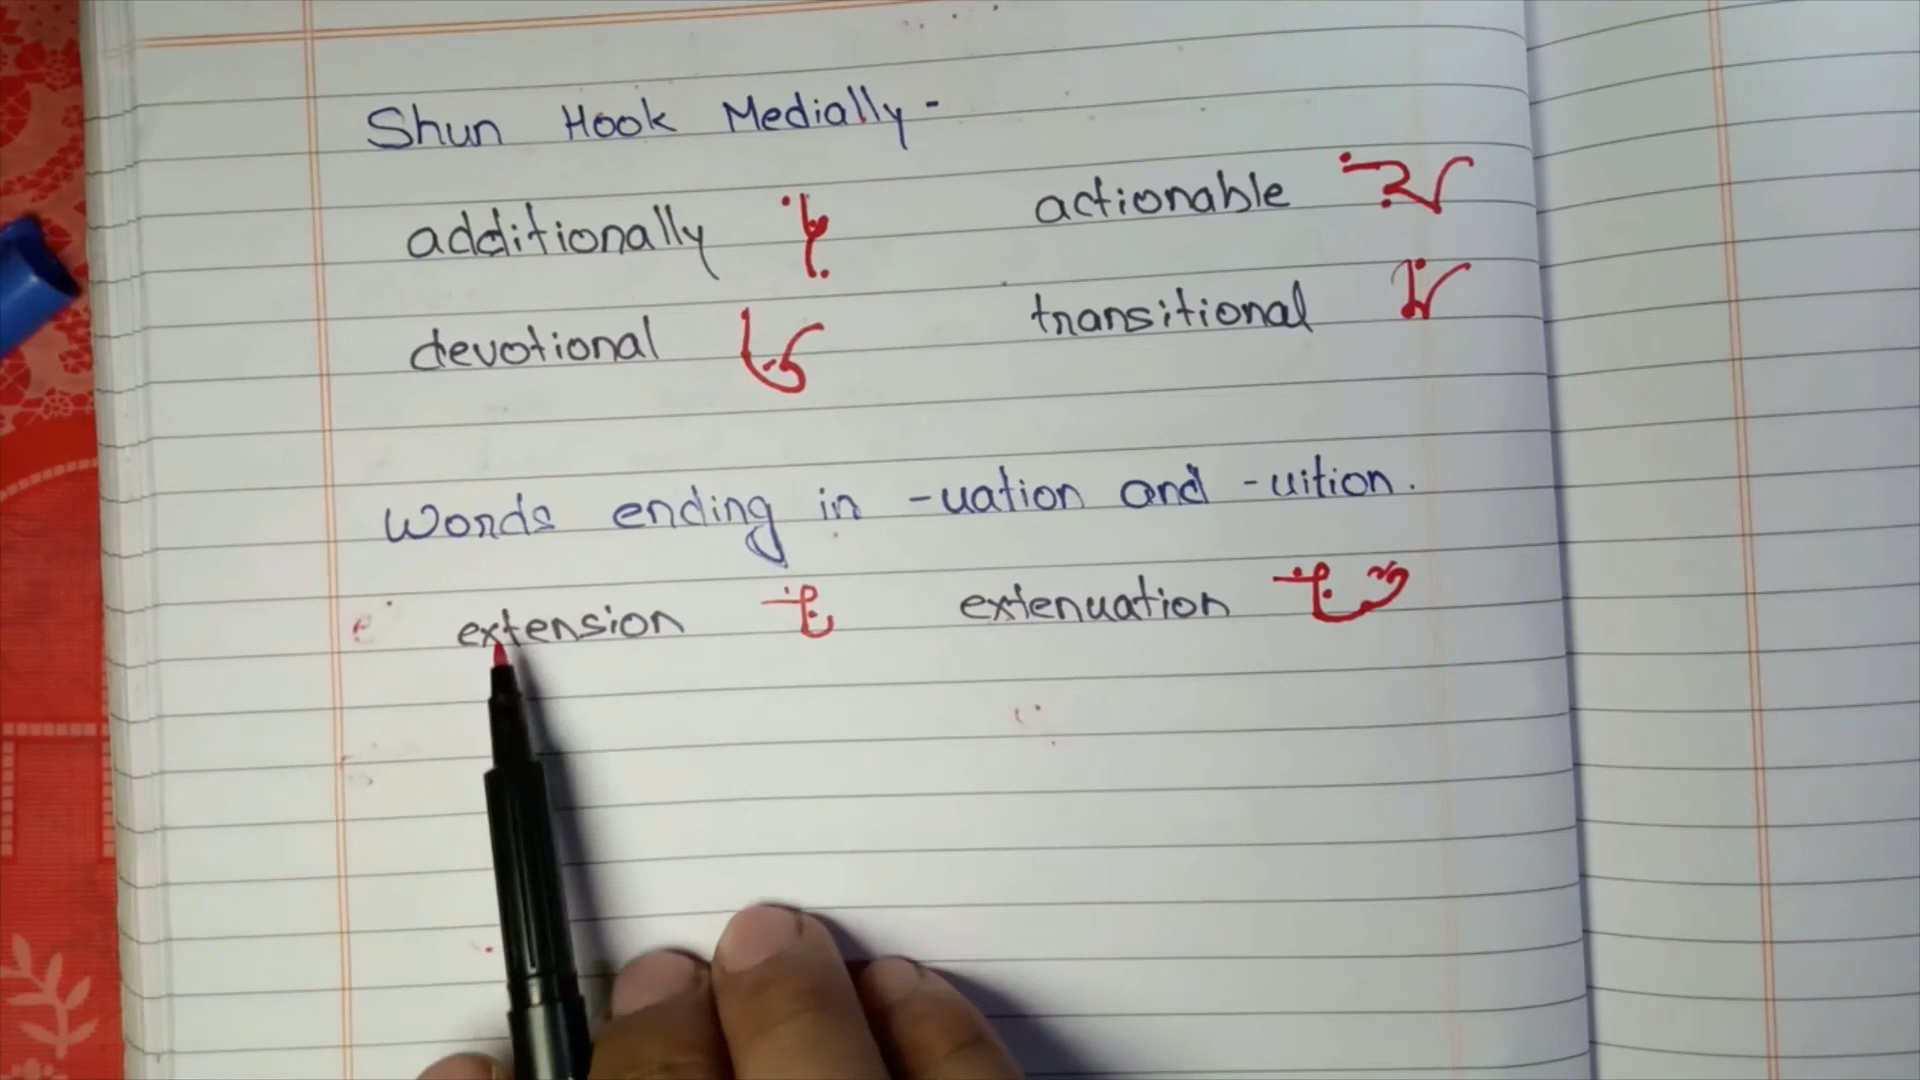 Shun Hook Medially -
additionally actionable
devotional transitional
Words ending in -uation and -uition.
extension extenuation